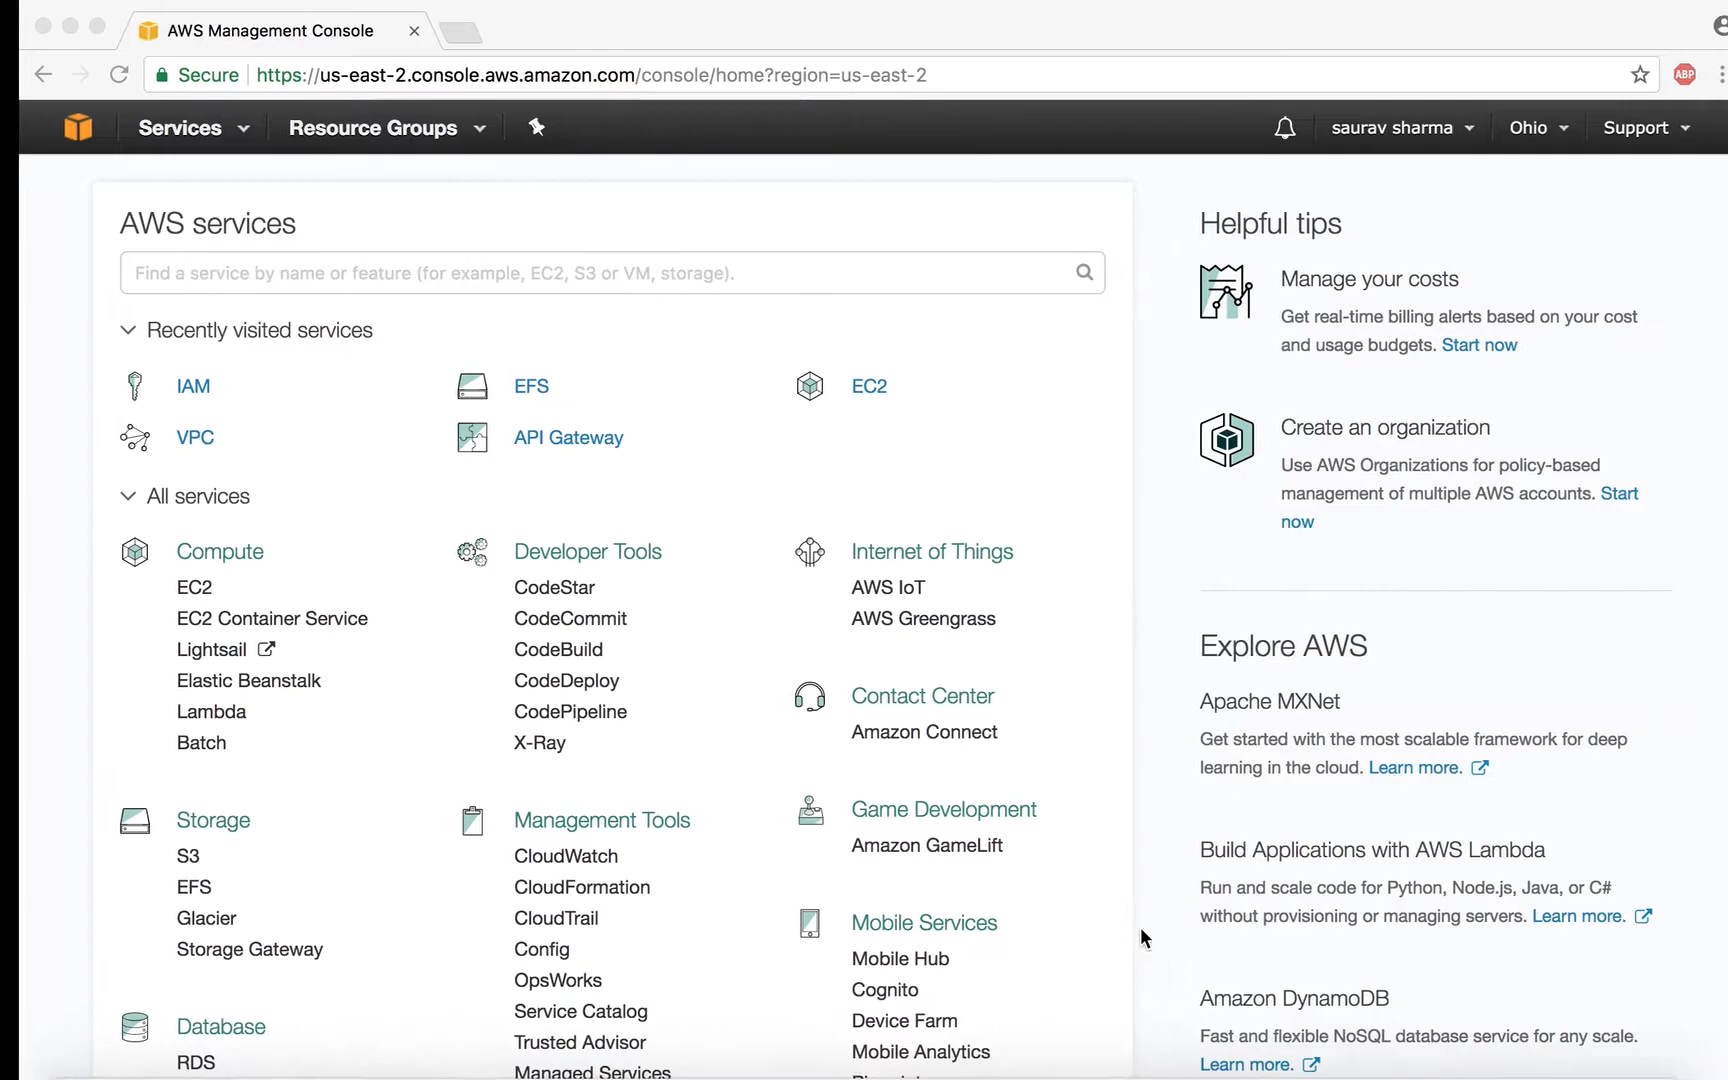 AWS Management Console
Secure https://us-east-2.console.aws.amazon.com/console/home?region=us-east-2
ABP
Services
Resource Groups
saurav sharma
Ohio
Support
AWS services
Find a service by name or feature (for example, EC2, S3 or VM, storage).
Recently visited services
IAM
EFS
EC2
VPC
API Gateway
All services
Compute
EC2
EC2 Container Service
Lightsail
Elastic Beanstalk
Lambda
Batch
Storage
S3
EFS
Glacier
Storage Gateway
Database
RDS
Developer Tools
CodeStar
CodeCommit
CodeBuild
CodeDeploy
CodePipeline
X-Ray
Management Tools
CloudWatch
CloudFormation
CloudTrail
Config
OpsWorks
Service Catalog
Trusted Advisor
Managed Services
Internet of Things
AWS IoT
AWS Greengrass
Contact Center
Amazon Connect
Game Development
Amazon GameLift
Mobile Services
Mobile Hub
Cognito
Device Farm
Mobile Analytics
Helpful tips
Manage your costs
Get real-time billing alerts based on your cost
and usage budgets. Start now
Create an organization
Use AWS Organizations for policy-based
management of multiple AWS accounts. Start
now
Explore AWS
Apache MXNet
Get started with the most scalable framework for deep
learning in the cloud. Learn more.
Build Applications with AWS Lambda
Run and scale code for Python, Node.js, Java, or C#
without provisioning or managing servers. Learn more.
Amazon DynamoDB
Fast and flexible NoSQL database service for any scale.
Learn more.